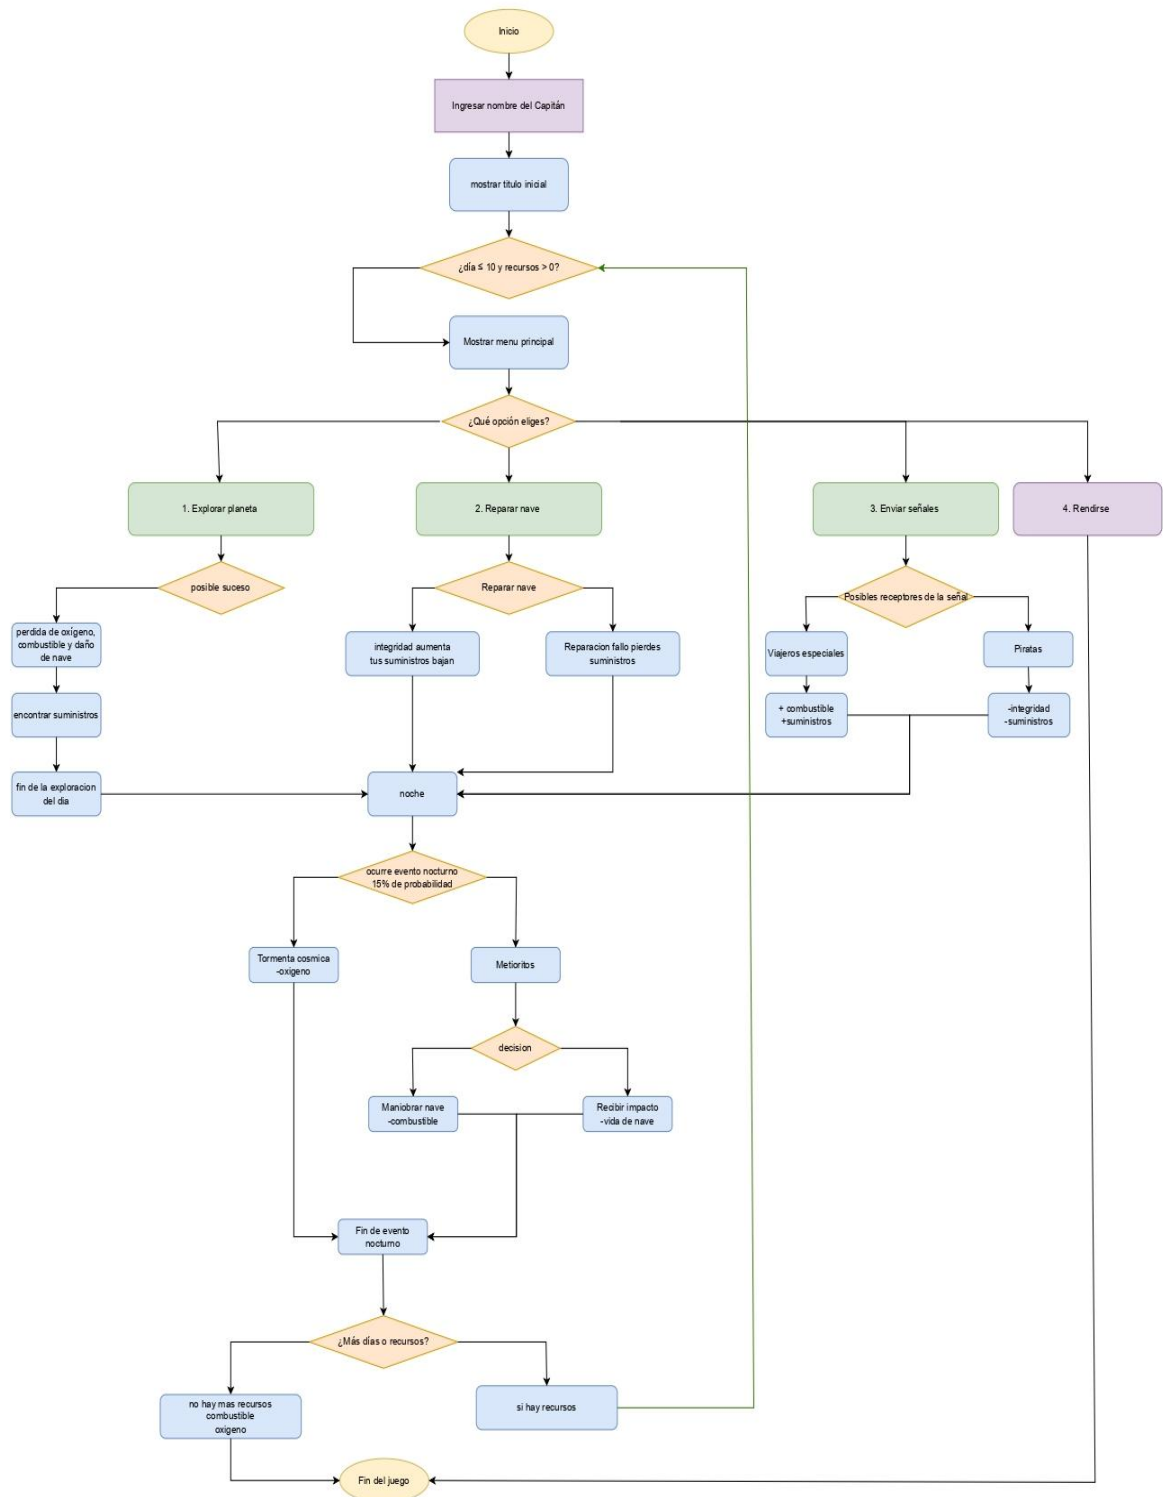 Inicio
Ingresar nombre del Capitán
mostrar titulo inicial
¿día ≤ 10 y recursos > 0?
Mostrar menu principal
¿Qué opción eliges?
1. Explorar planeta
2. Reparar nave
3. Enviar señales
4. Rendirse
posible suceso
Reparar nave
Posibles receptores de la señal
perdida de oxígeno,
combustible y daño
de nave
integridad aumenta
tus suministros bajan
Reparacion fallo pierdes
suministros
Viajeros especiales
Piratas
encontrar suministros
+ combustible
+suministros
-integridad
-suministros
fin de la exploracion
del dia
noche
ocurre evento nocturno
15% de probabilidad
Tormenta cosmica
-oxigeno
Metioritos
decision
Maniobrar nave
-combustible
Recibir impacto
-vida de nave
Fin de evento
nocturno
¿Más días o recursos?
no hay mas recursos
combustible
oxigeno
si hay recursos
Fin del juego